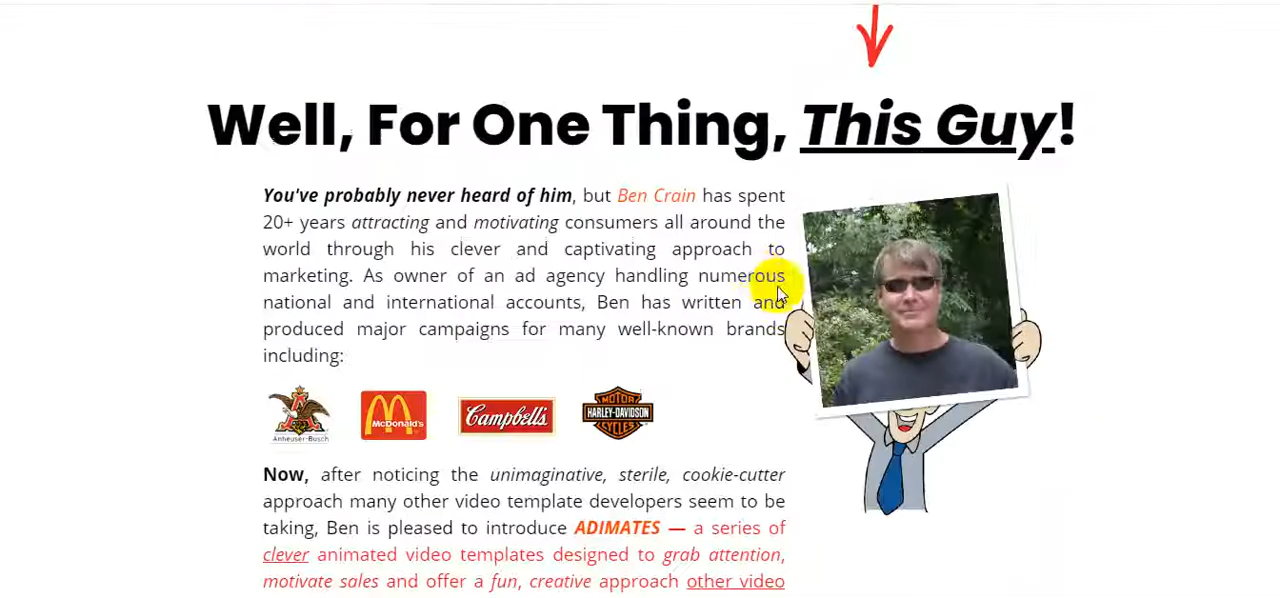 Well, For One Thing, This Guy!
You've probably never heard of him, but Ben Crain has spent
20+ years attracting and motivating consumers all around the
world through his clever and captivating approach to
marketing. As owner of an ad agency handling numerous
national and international accounts, Ben has written and
produced major campaigns for many well-known brands
including:
Anheuser-Busch
McDonald's
Campbell's
MOTOR
HARLEY-DAVIDSON
CYCLES
Now, after noticing the unimaginative, sterile, cookie-cutter
approach many other video template developers seem to be
taking, Ben is pleased to introduce ADIMATES — a series of
clever animated video templates designed to grab attention,
motivate sales and offer a fun, creative approach other video